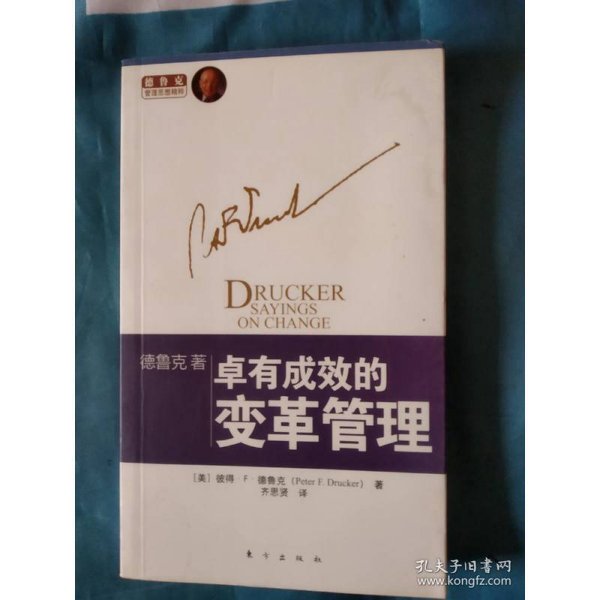 德鲁克
管理思想精粹
DRUCKER
SAYINGS
ON CHANGE
德鲁克 著
卓有成效的
变革管理
[美] 彼得·F·德鲁克 (Peter F. Drucker) 著
齐思贤 译
东方出版社
孔夫子旧书网
www.kongfz.com